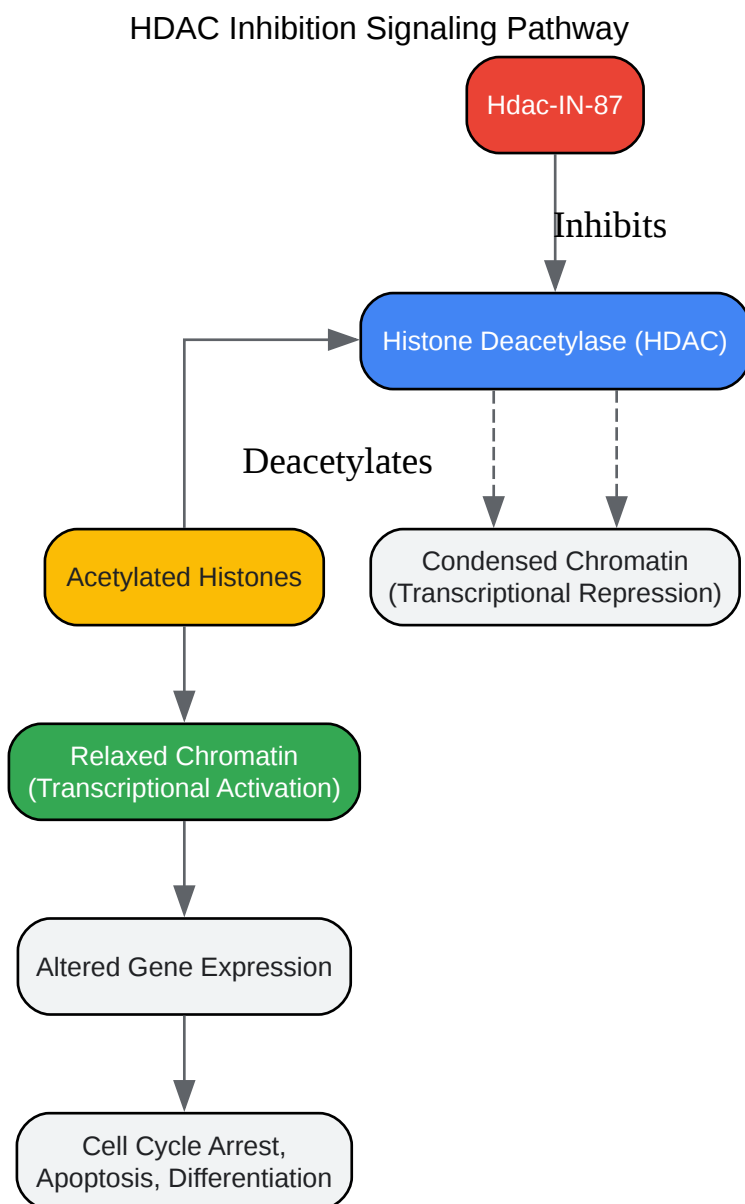 HDAC Inhibition Signaling Pathway
Hdac-IN-87
Inhibits
Histone Deacetylase (HDAC)
Deacetylates
Condensed Chromatin
(Transcriptional Repression)
Acetylated Histones
Relaxed Chromatin
(Transcriptional Activation)
Altered Gene Expression
Cell Cycle Arrest,
Apoptosis, Differentiation